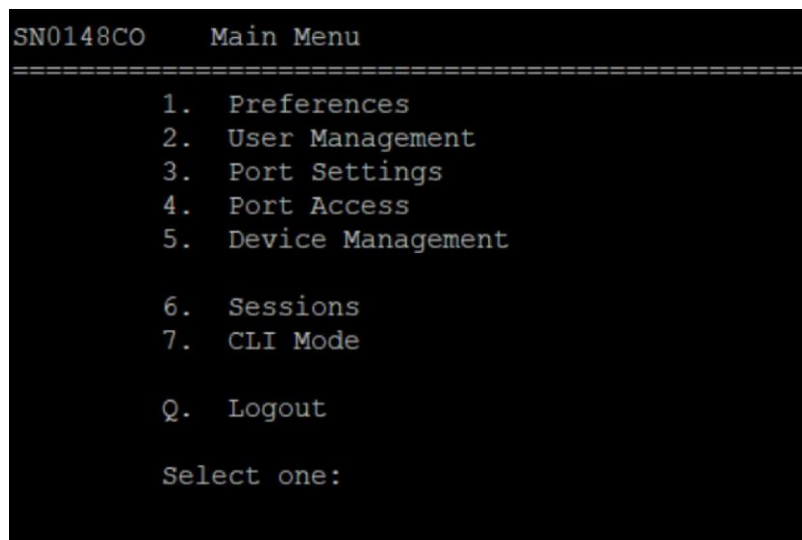 SN0148CO Main Menu
================================================
1. Preferences
2. User Management
3. Port Settings
4. Port Access
5. Device Management
6. Sessions
7. CLI Mode
Q. Logout
Select one: